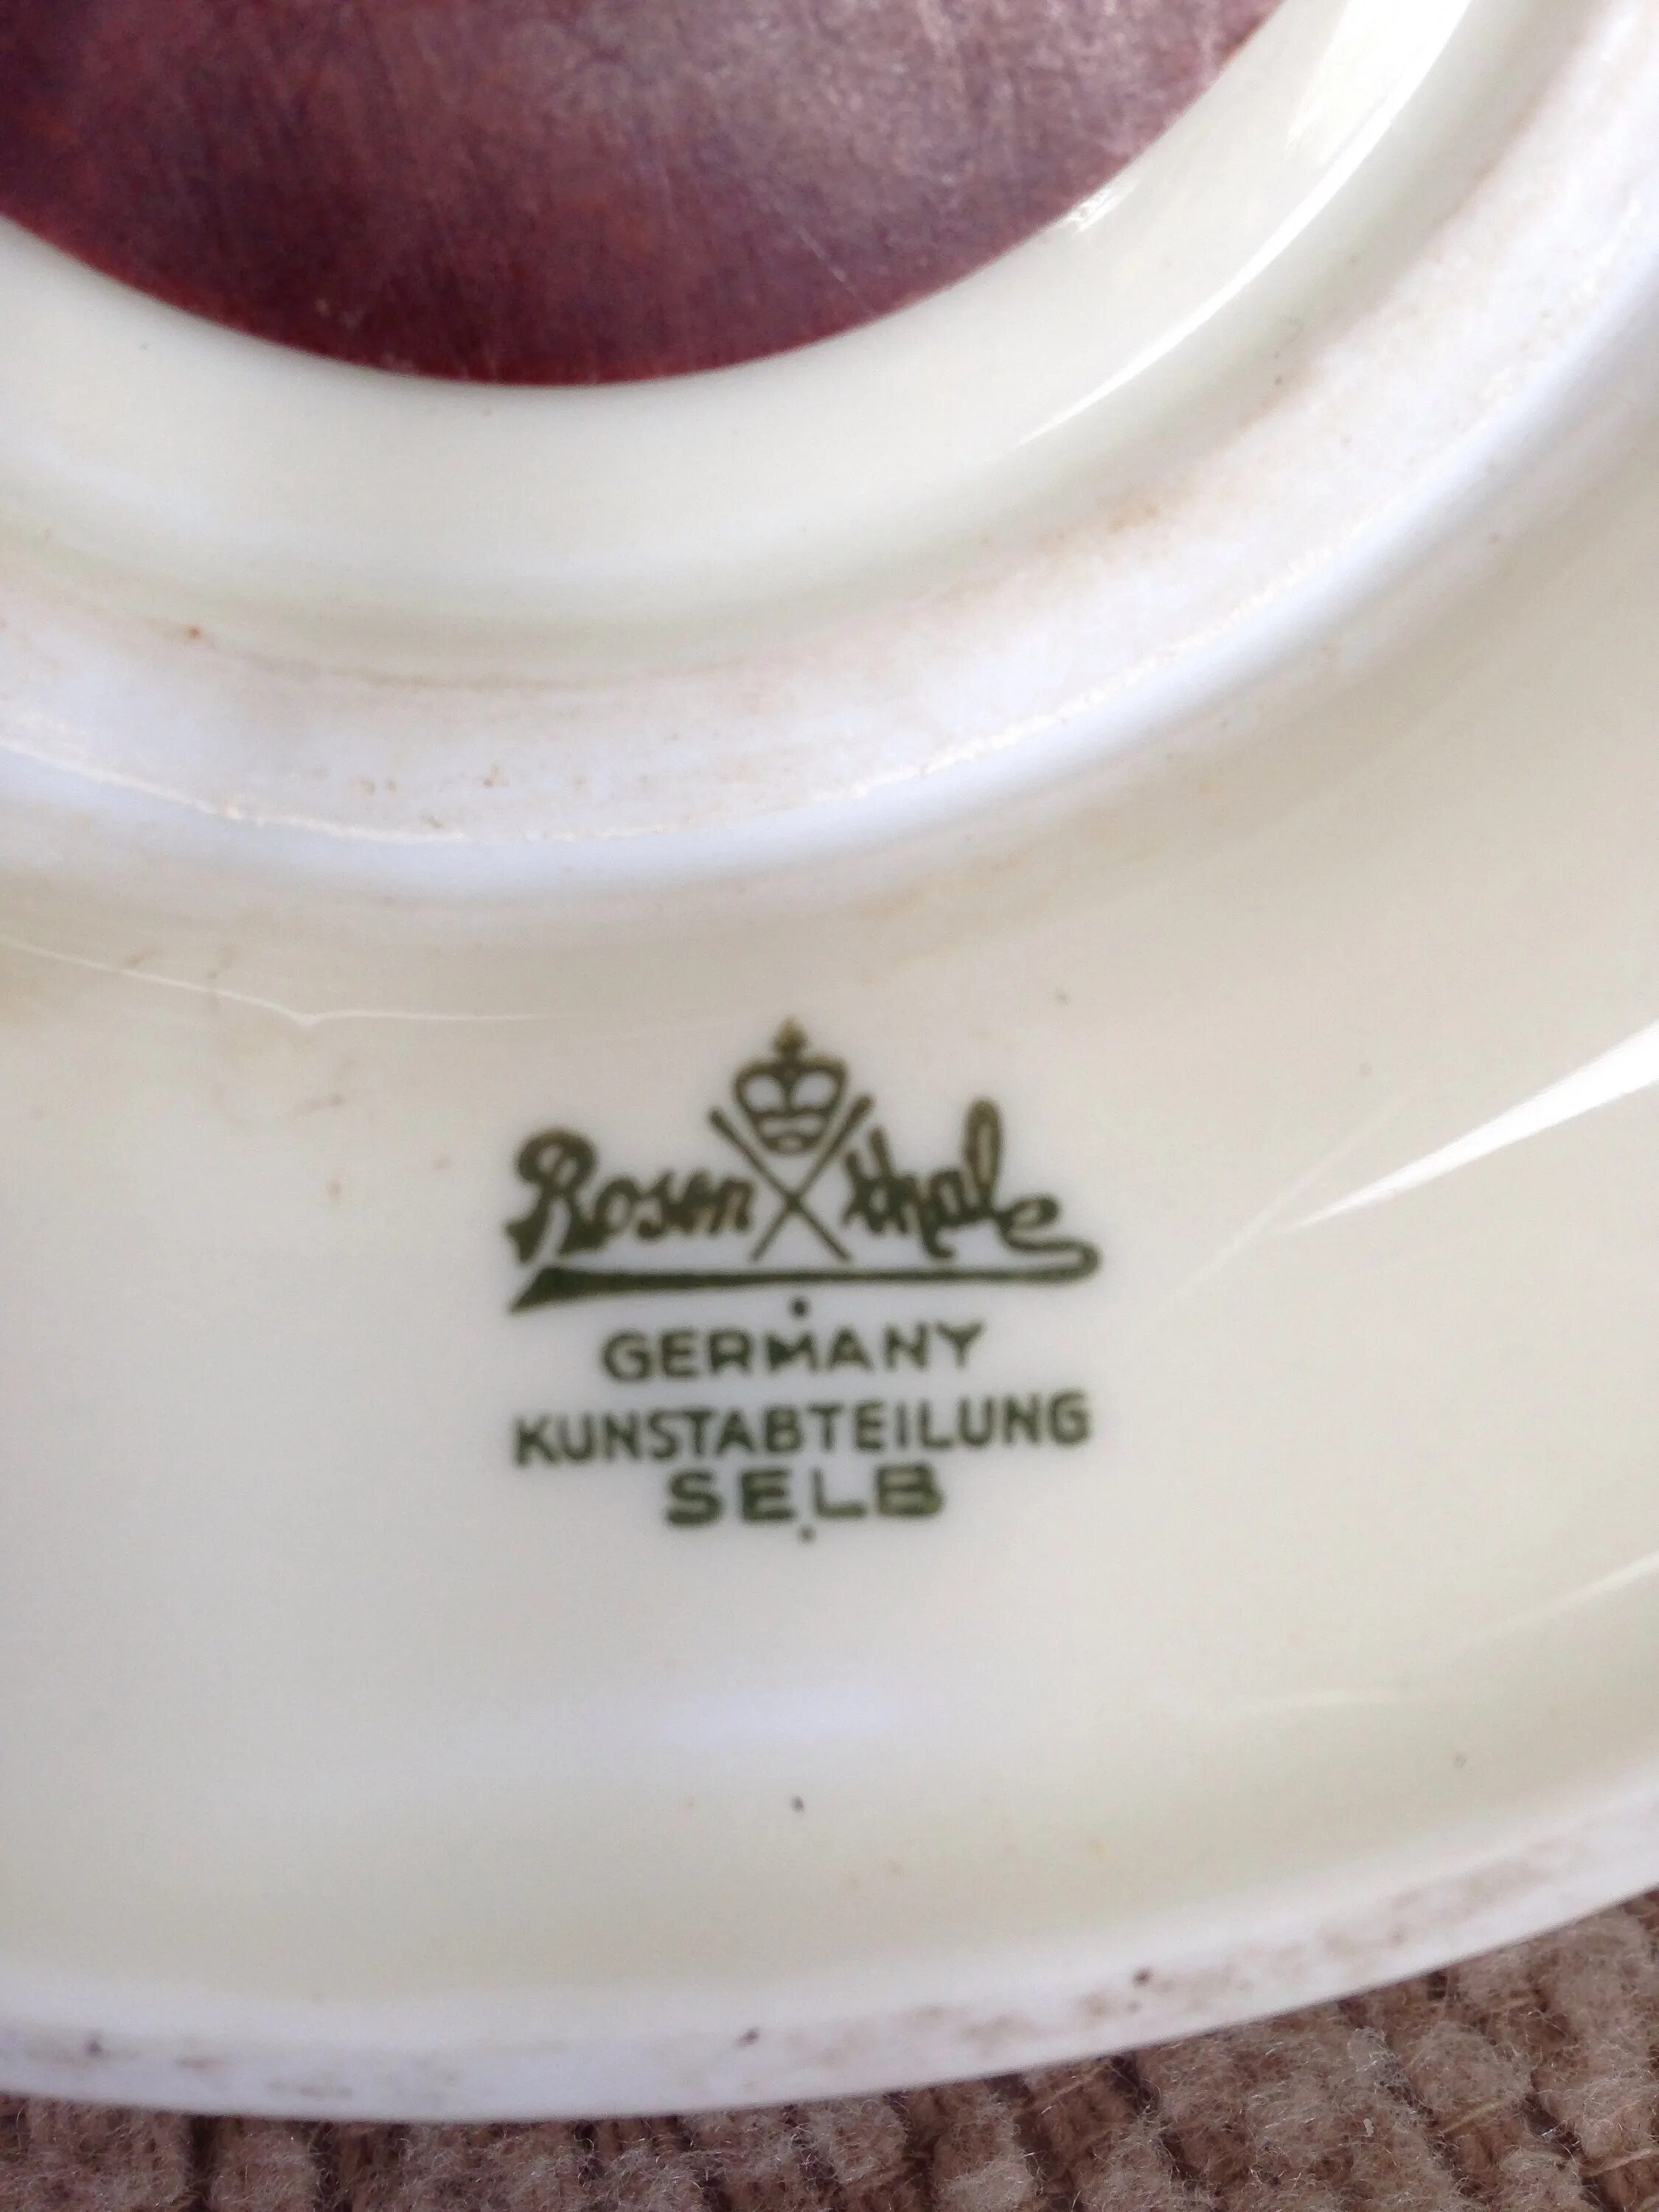 Rosenthal
GERMANY
KUNSTABTEILUNG
SELB